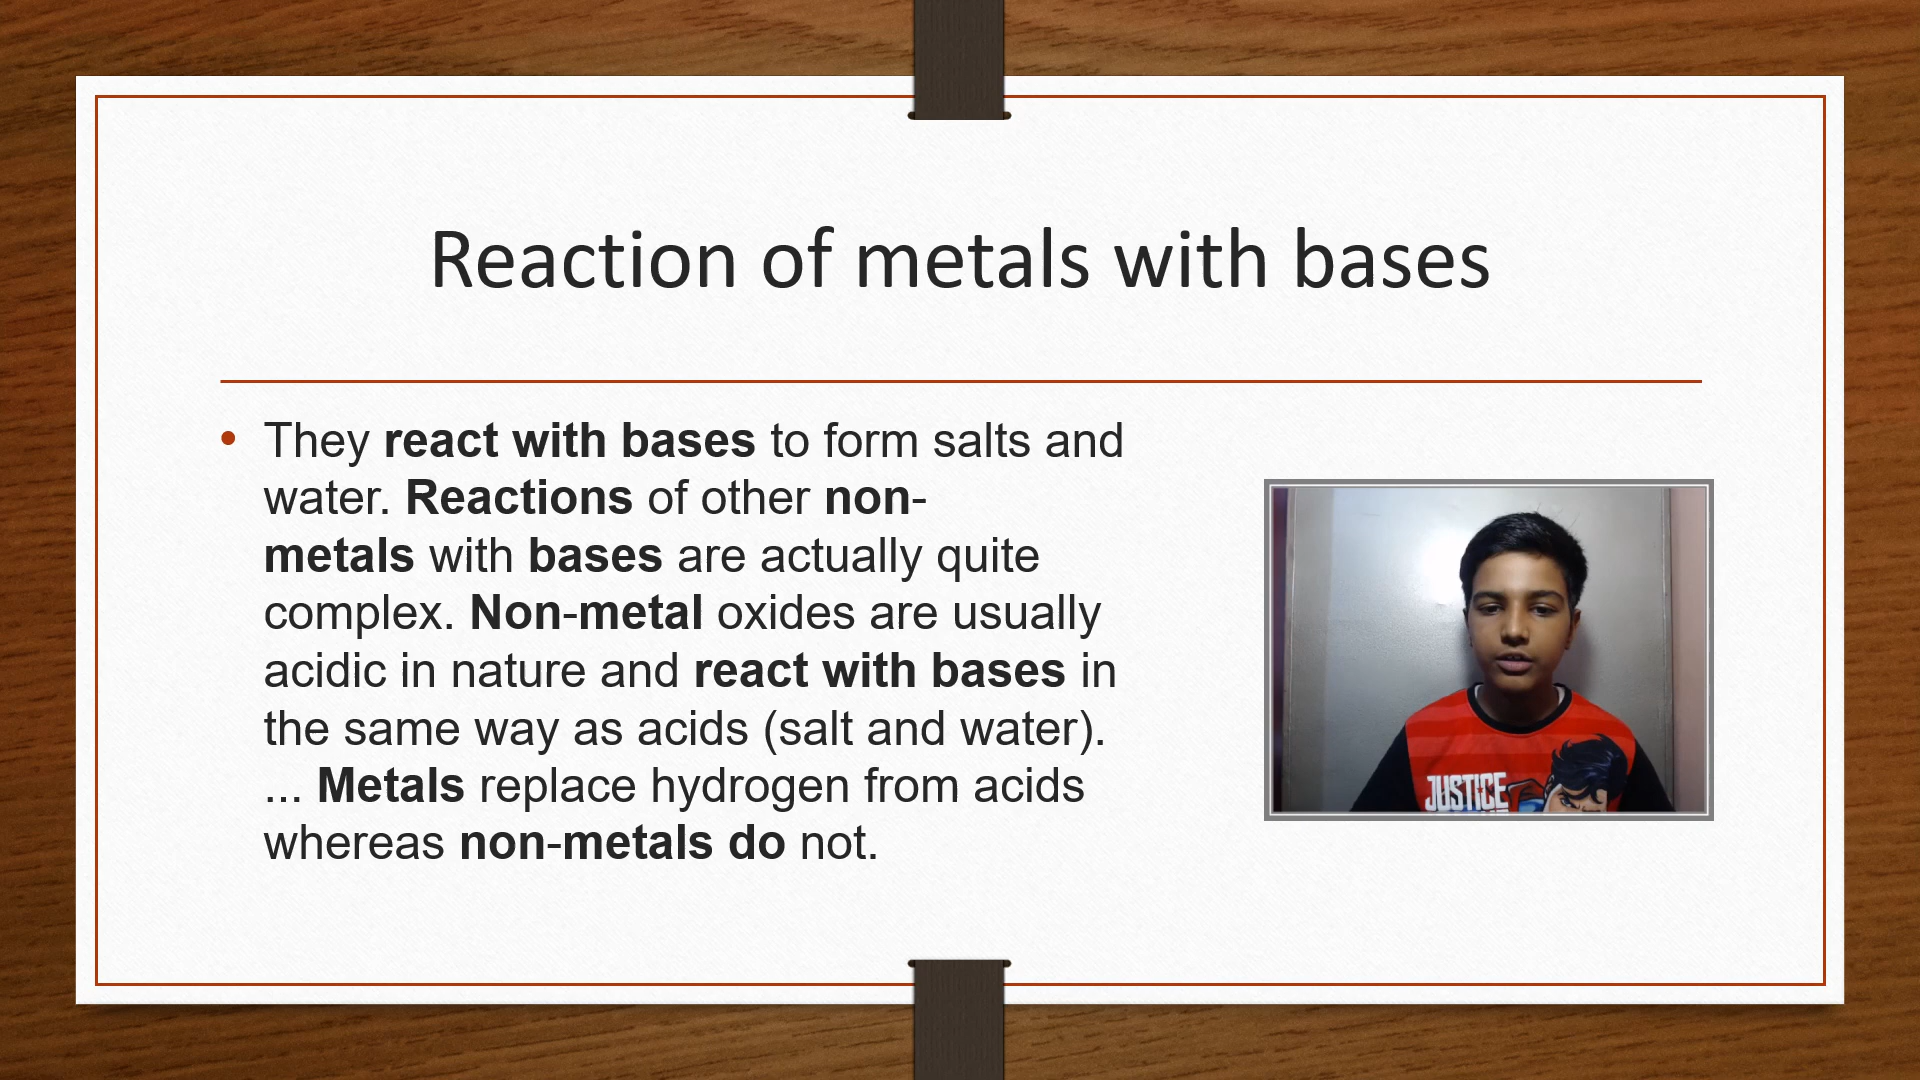 Reaction of metals with bases
• They react with bases to form salts and
water. Reactions of other non-
metals with bases are actually quite
complex. Non-metal oxides are usually
acidic in nature and react with bases in
the same way as acids (salt and water).
... Metals replace hydrogen from acids
whereas non-metals do not.
JUSTICE